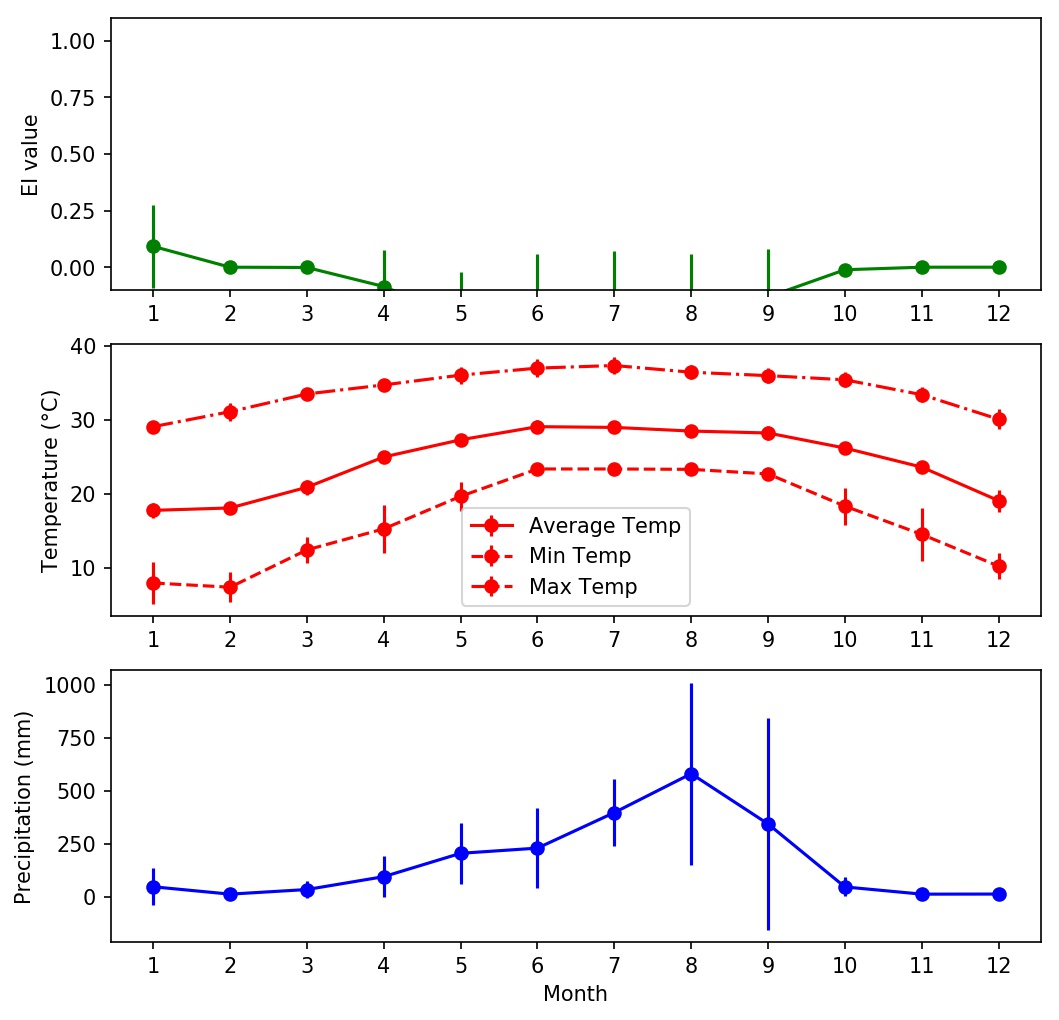 EI value
1.00
0.75
0.50
0.25
0.00
1 2 3 4 5 6 7 8 9 10 11 12
Temperature (°C)
40
30
20
10
Average Temp
Min Temp
Max Temp
1 2 3 4 5 6 7 8 9 10 11 12
Precipitation (mm)
1000
750
500
250
0
1 2 3 4 5 6 7 8 9 10 11 12
Month